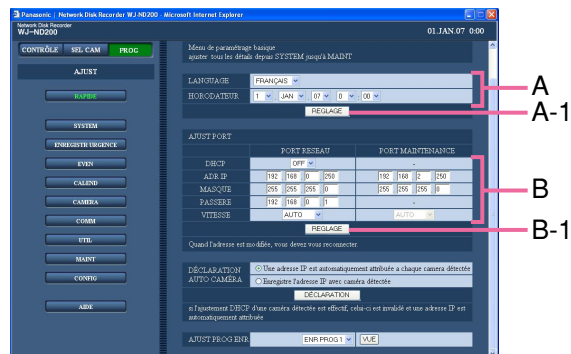 Panasonic | Network Disk Recorder WJ-ND200 - Microsoft Internet Explorer
Network Disk Recorder
WJ-ND200
01.JAN.07 0:00
CONTRÔLE SEL CAM PROG
AJUST
RAPIDE
SYSTEM
ENREGISTR URGENCE
EVEN
CALEND
CAMERA
COMM
UTIL
MAINT
CONFIG
AIDE
Menu de paramétrage basique
ajuster tous les détails depuis SYSTEM jusqu'à MAINT
LANGUAGE FRANÇAIS
HORODATEUR 1 JAN 07 0 : 00
REGLAGE
AJUST PORT
PORT RESEAU PORT MAINTENANCE
DHCP OFF -
ADR IP 192 168 0 250 192 168 2 250
MASQUE 255 255 255 0 255 255 255 0
PASSERE 192 168 0 1 -
VITESSE AUTO AUTO
REGLAGE
Quand l'adresse est modifiée, vous devez vous reconnecter.
DÉCLARATION AUTO CAMÉRA
Une adresse IP est automatiquement attribuée a chaque camera détectée
Enregistre l'adresse IP avec caméra détectée
DÉCLARATION
si l'ajustement DHCP d'une caméra détectée est effectif, celui-ci est invalidé et une adresse IP est
automatiquement attribuée
AJUST PROG ENR ENR PROG 1 VUE
A
A-1
B
B-1